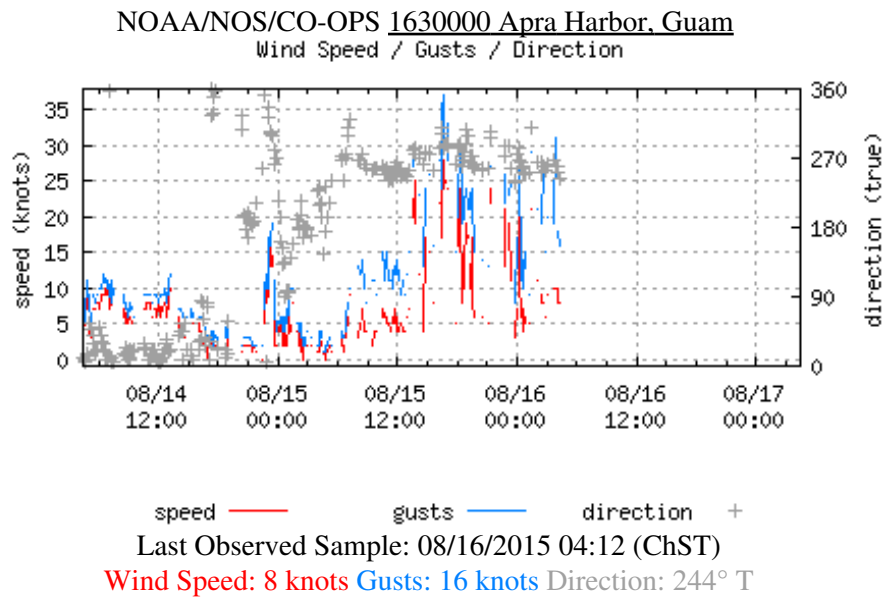 NOAA/NOS/CO-OPS 1630000 Apra Harbor, Guam
Wind Speed / Gusts / Direction
speed (knots)
35
30
25
20
15
10
5
0
360
270
180
90
0
direction (true)
08/14 08/15 08/15 08/16 08/16 08/17
12:00 00:00 12:00 00:00 12:00 00:00
speed gusts direction
Last Observed Sample: 08/16/2015 04:12 (ChST)
Wind Speed: 8 knots Gusts: 16 knots Direction: 244° T